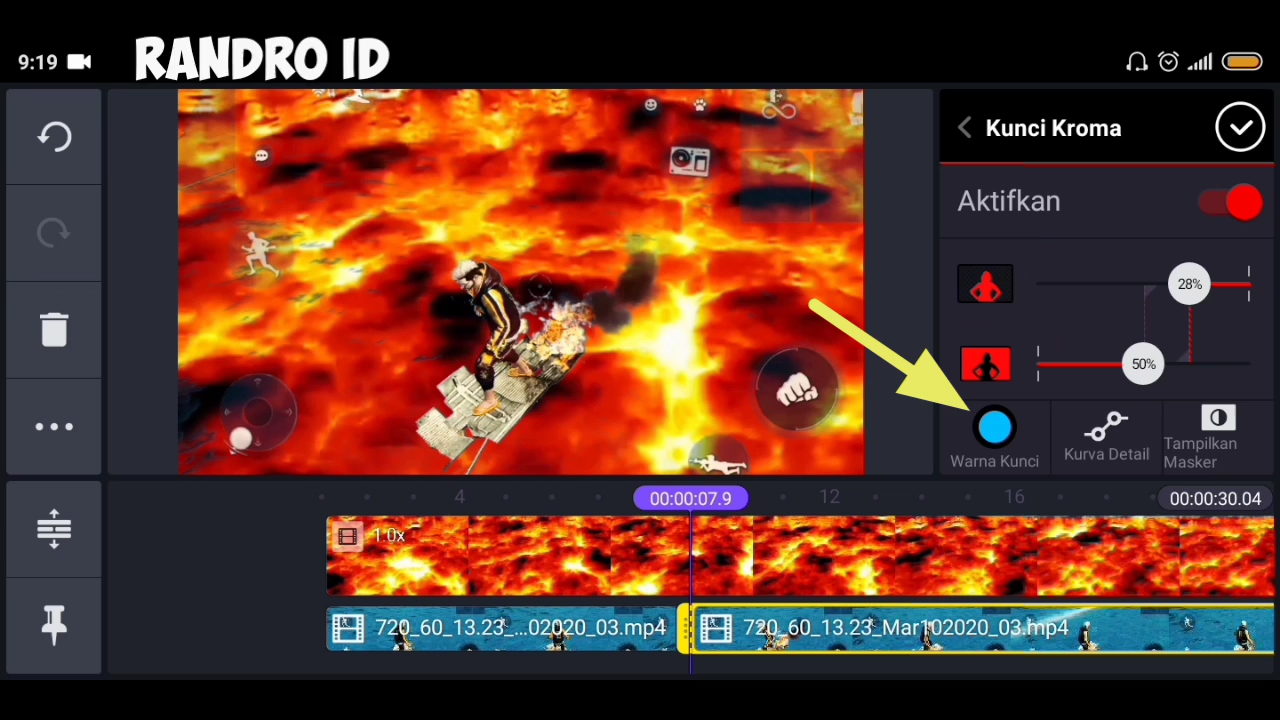 9:19
RANDRO ID
Kunci Kroma
Aktifkan
28%
50%
Warna Kunci
Kurva Detail
Tampilkan
Masker
4
00:00:07.9
12
16
00:00:30.04
1.0x
720_60_13.23_...02020_03.mp4
720_60_13.23_Mar102020_03.mp4